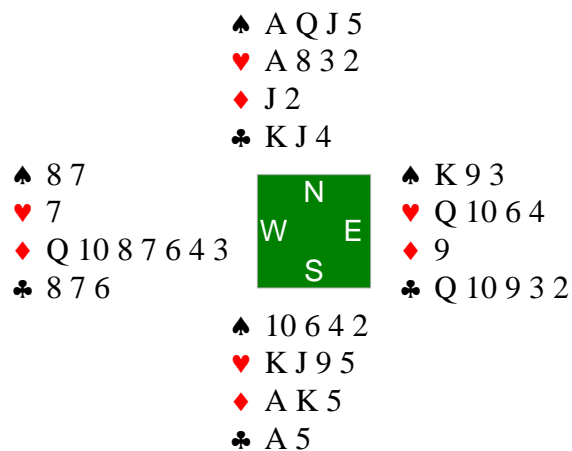 ♠ A Q J 5
♥ A 8 3 2
♦ J 2
♣ K J 4
♠ 8 7
♥ 7
♦ Q 10 8 7 6 4 3
♣ 8 7 6
N
W E
S
♠ K 9 3
♥ Q 10 6 4
♦ 9
♣ Q 10 9 3 2
♠ 10 6 4 2
♥ K J 9 5
♦ A K 5
♣ A 5